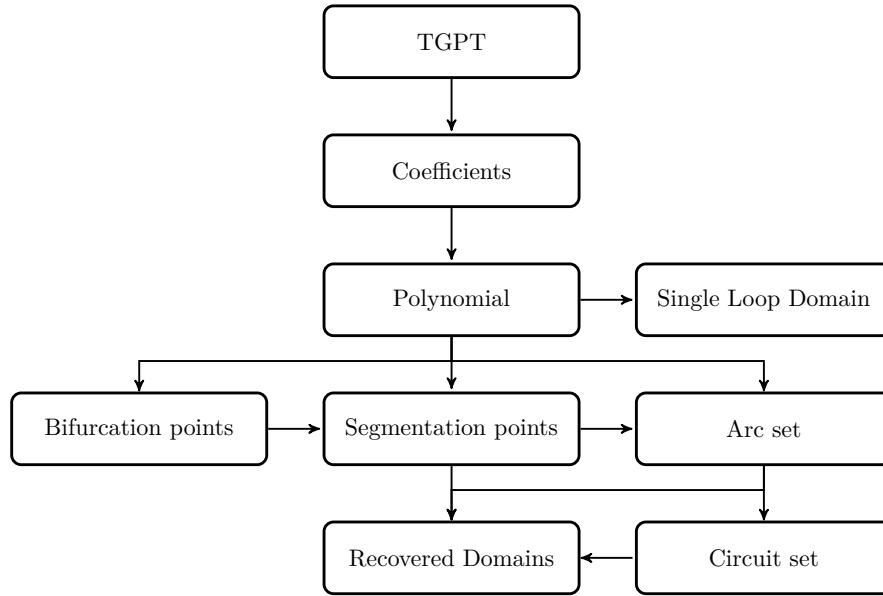 TGPT
Coefficients
Polynomial
Single Loop Domain
Bifurcation points
Segmentation points
Arc set
Recovered Domains
Circuit set